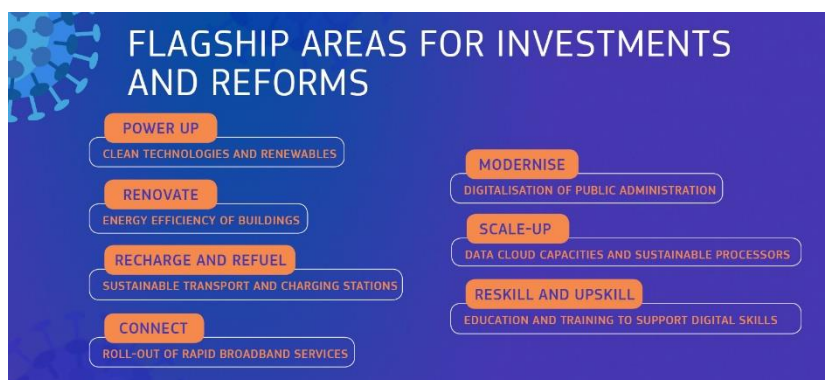 FLAGSHIP AREAS FOR INVESTMENTS
AND REFORMS
POWER UP
CLEAN TECHNOLOGIES AND RENEWABLES
RENOVATE
ENERGY EFFICIENCY OF BUILDINGS
RECHARGE AND REFUEL
SUSTAINABLE TRANSPORT AND CHARGING STATIONS
CONNECT
ROLL-OUT OF RAPID BROADBAND SERVICES
MODERNISE
DIGITALISATION OF PUBLIC ADMINISTRATION
SCALE-UP
DATA CLOUD CAPACITIES AND SUSTAINABLE PROCESSORS
RESKILL AND UPSKILL
EDUCATION AND TRAINING TO SUPPORT DIGITAL SKILLS